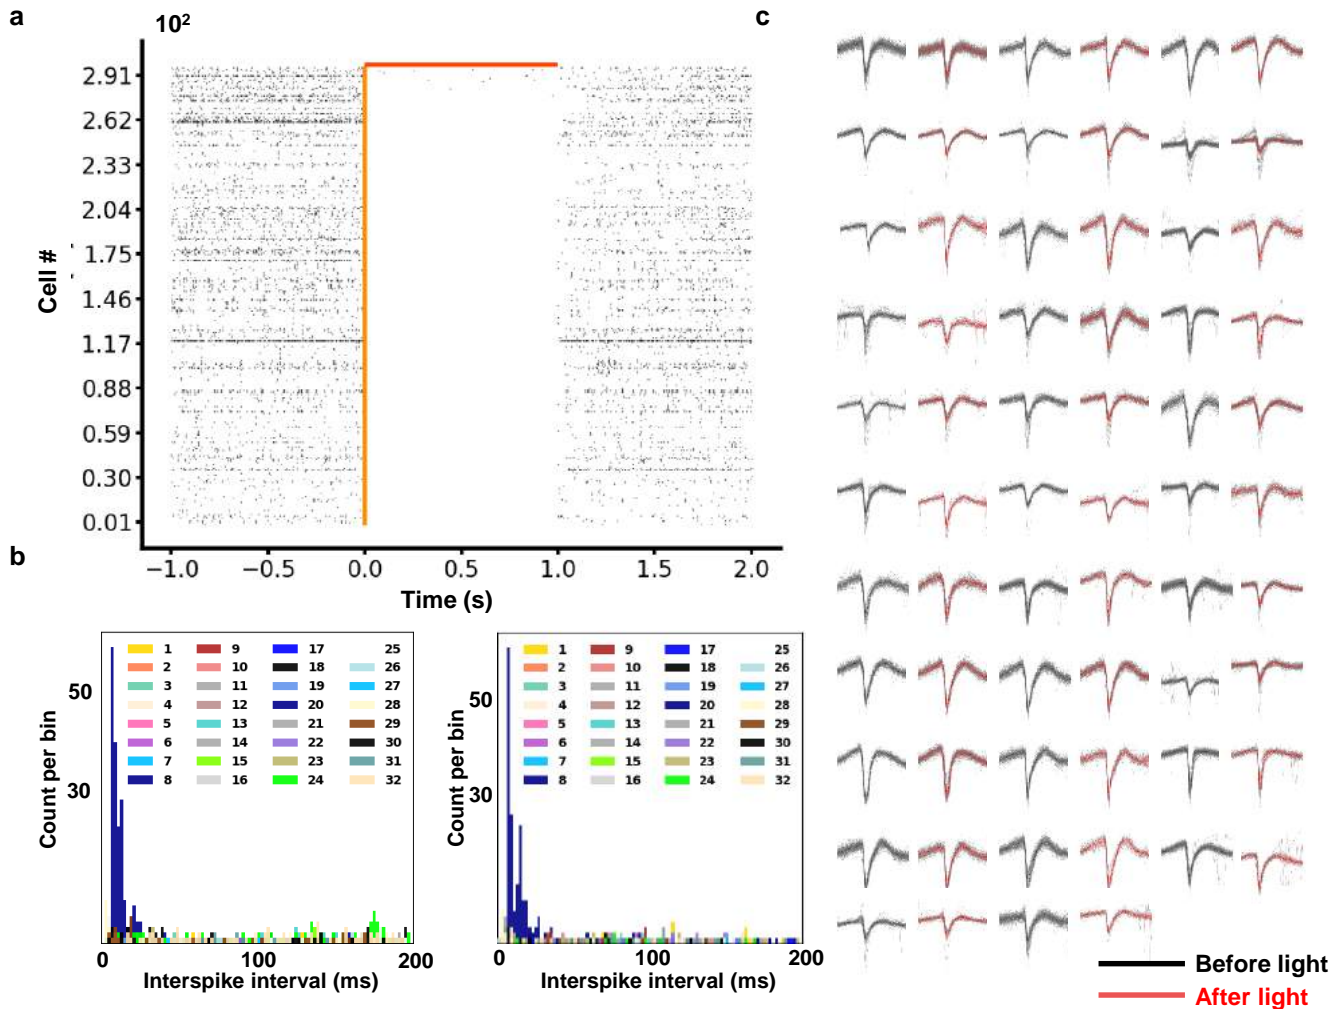 a
10²
c
2.91
2.62
2.33
2.04
1.75
1.46
1.17
0.88
0.59
0.30
0.01
Cell #
−1.0 −0.5 0.0 0.5 1.0 1.5 2.0
Time (s)
b
1 9 17 25
2 10 18 26
3 11 19 27
4 12 20 28
5 13 21 29
6 14 22 30
7 15 23 31
8 16 24 32
50
30
Count per bin
0 100 200
Interspike interval (ms)
1 9 17 25
2 10 18 26
3 11 19 27
4 12 20 28
5 13 21 29
6 14 22 30
7 15 23 31
8 16 24 32
50
30
Count per bin
0 100 200
Interspike interval (ms)
Before light
After light